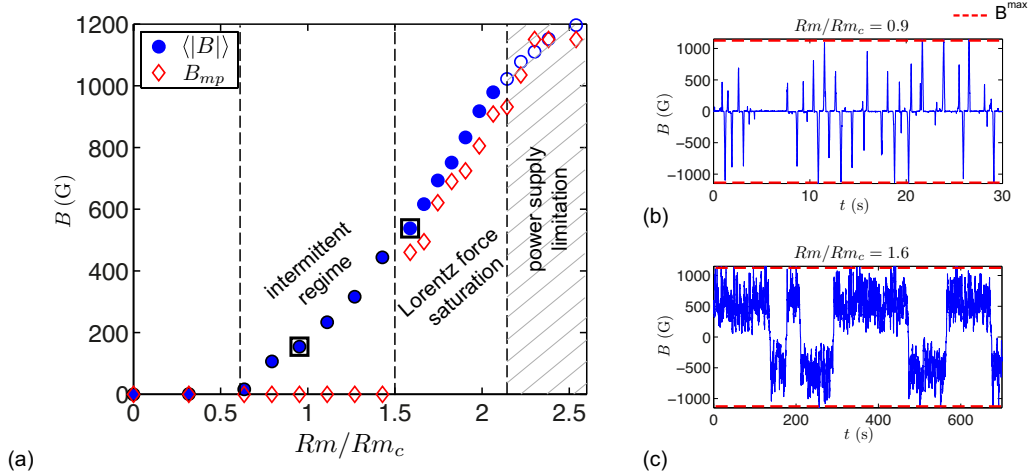 1200
1000
800
600
400
200
0
B (G)
⟨|B|⟩
B_{mp}
intermittent
regime
Lorentz force
saturation
power supply
limitation
0 0.5 1 1.5 2 2.5
Rm/Rm_c
(a)
B^{max}
Rm/Rm_c = 0.9
1000
500
0
−500
−1000
B (G)
0 10 20 30
t (s)
(b)
Rm/Rm_c = 1.6
1000
500
0
−500
−1000
B (G)
0 200 400 600
t (s)
(c)